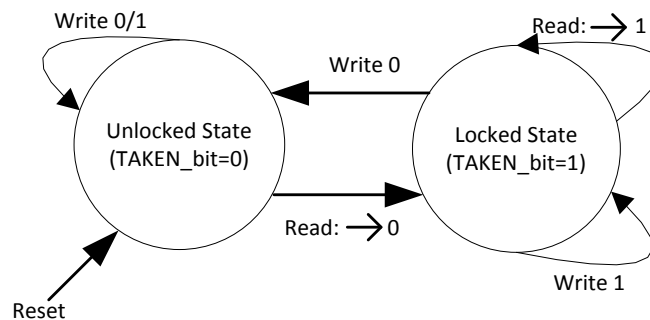 Write 0/1
Read: → 1
Write 0
Unlocked State
(TAKEN_bit=0)
Locked State
(TAKEN_bit=1)
Read: → 0
Write 1
Reset